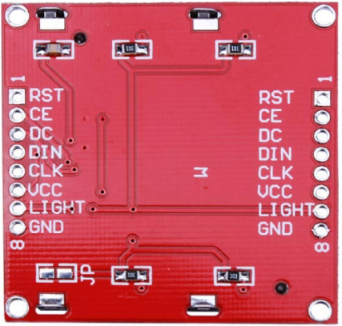 1 1
RST RST
CE CE
DC DC
DIN DIN
CLK CLK
VCC VCC
LIGHT LIGHT
GND GND
8 8
JP
M